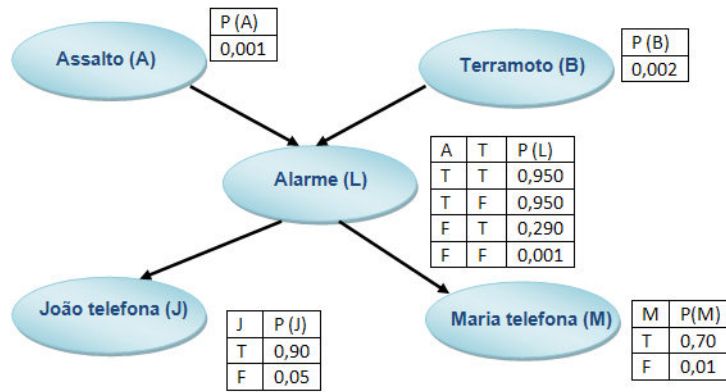 P (A)
0,001
Assalto (A)
P (B)
0,002
Terramoto (B)
A T P (L)
T T 0,950
T F 0,950
F T 0,290
F F 0,001
Alarme (L)
João telefona (J)
J P (J)
T 0,90
F 0,05
Maria telefona (M)
M P(M)
T 0,70
F 0,01